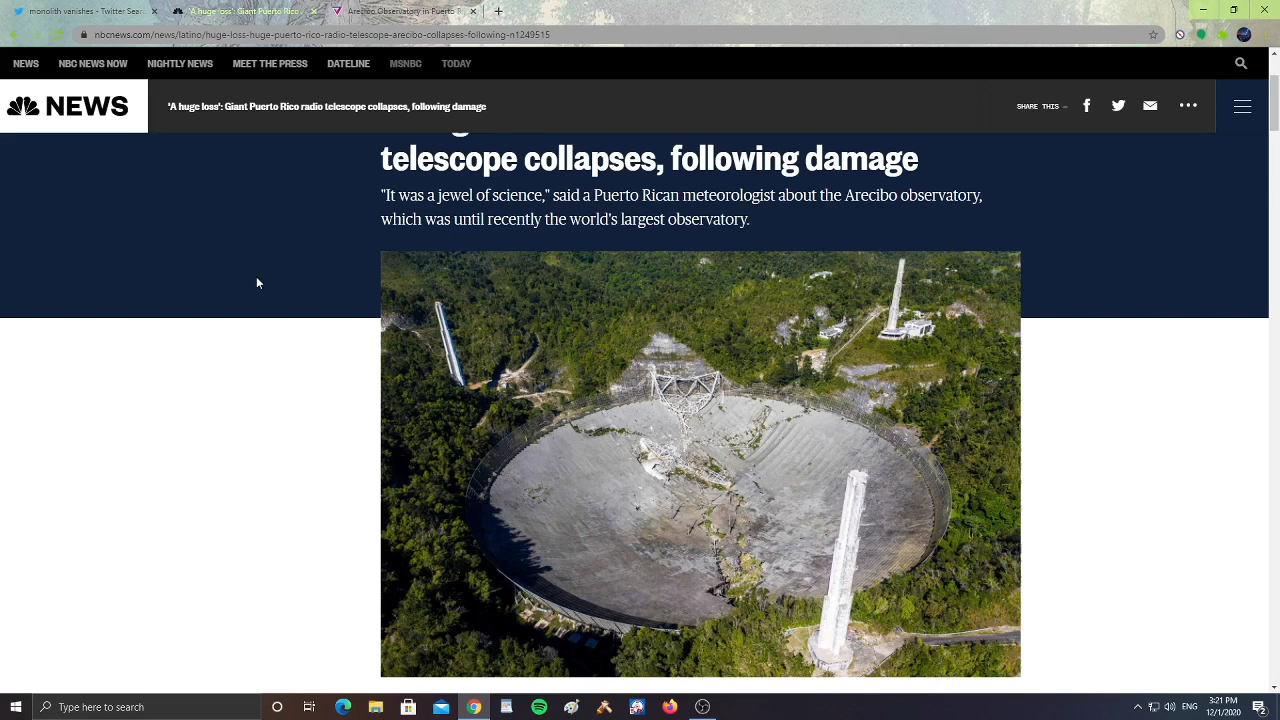 monolith vanishes - Twitter Sear
'A huge loss': Giant Puerto Rico
Arecibo Observatory in Puerto R
nbcnews.com/news/latino/huge-loss-huge-puerto-rico-radio-telescope-arecibo-collapses-following-n1249515
NEWS NBC NEWS NOW NIGHTLY NEWS MEET THE PRESS DATELINE MSNBC TODAY
NEWS
'A huge loss': Giant Puerto Rico radio telescope collapses, following damage
SHARE THIS —
telescope collapses, following damage
"It was a jewel of science," said a Puerto Rican meteorologist about the Arecibo observatory,
which was until recently the world's largest observatory.
Type here to search
3:21 PM
ENG
12/1/2020
2